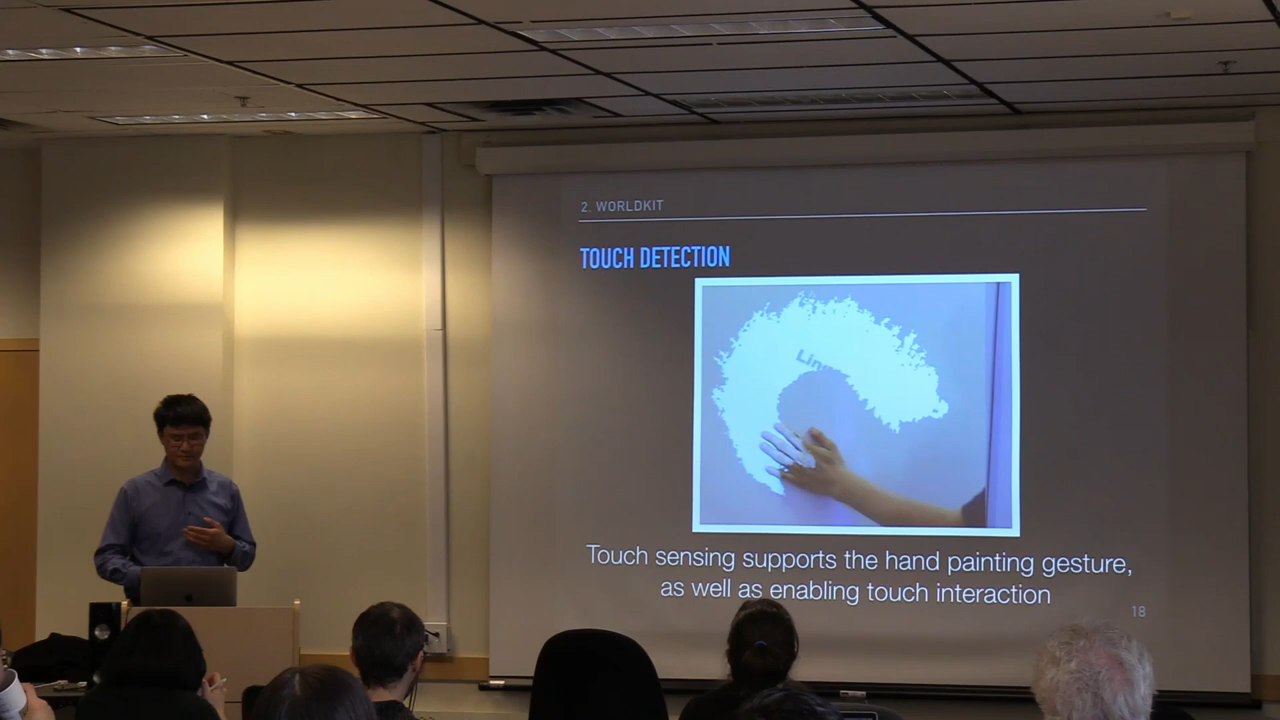 2. WORLDKIT
TOUCH DETECTION
Touch sensing supports the hand painting gesture,
as well as enabling touch interaction
18